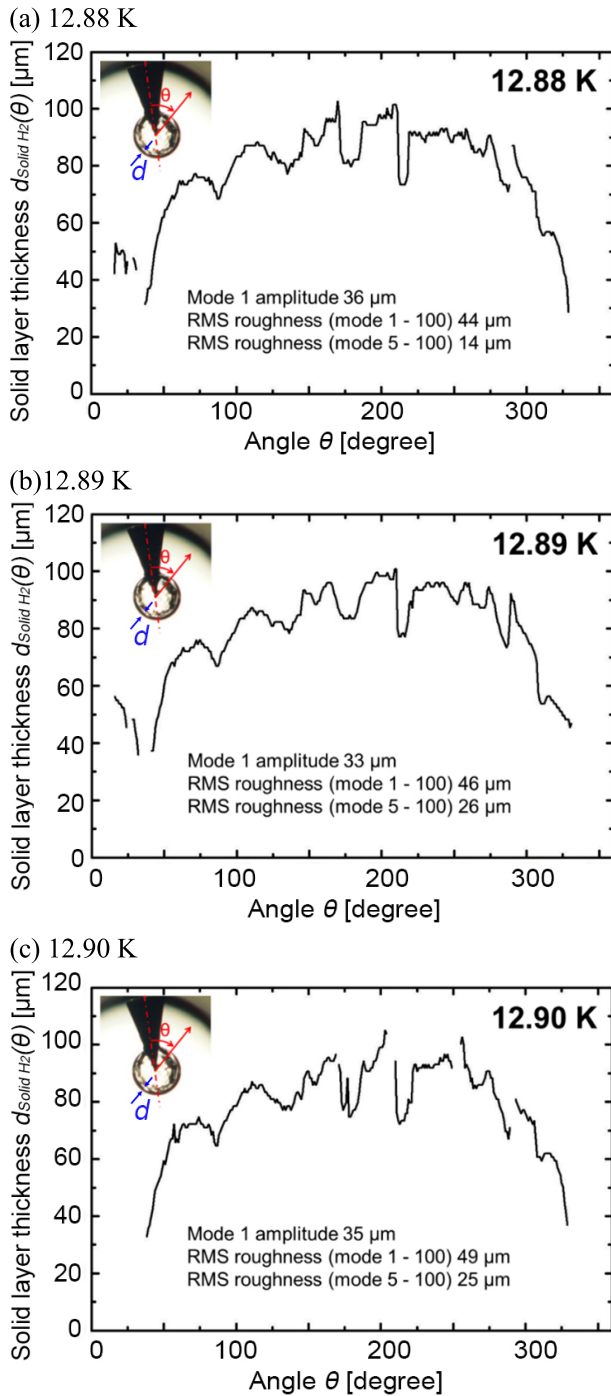 (a) 12.88 K
Solid layer thickness dSolid H2(θ) [µm]
120
100
80
60
40
20
0
12.88 K
θ
d
Mode 1 amplitude 36 µm
RMS roughness (mode 1 - 100) 44 µm
RMS roughness (mode 5 - 100) 14 µm
0 100 200 300
Angle θ [degree]
(b)12.89 K
Solid layer thickness dSolid H2(θ) [µm]
120
100
80
60
40
20
0
12.89 K
θ
d
Mode 1 amplitude 33 µm
RMS roughness (mode 1 - 100) 46 µm
RMS roughness (mode 5 - 100) 26 µm
0 100 200 300
Angle θ [degree]
(c) 12.90 K
Solid layer thickness dSolid H2(θ) [µm]
120
100
80
60
40
20
0
12.90 K
θ
d
Mode 1 amplitude 35 µm
RMS roughness (mode 1 - 100) 49 µm
RMS roughness (mode 5 - 100) 25 µm
0 100 200 300
Angle θ [degree]